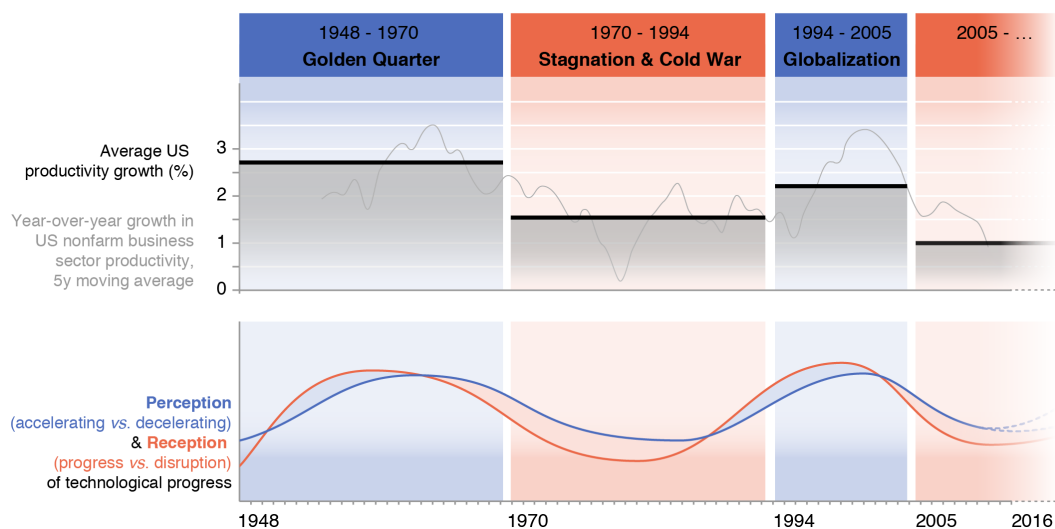 1948 - 1970
Golden Quarter
1970 - 1994
Stagnation & Cold War
1994 - 2005
Globalization
2005 - …
Average US
productivity growth (%)
Year-over-year growth in
US nonfarm business
sector productivity,
5y moving average
3
2
1
0
Perception
(accelerating vs. decelerating)
& Reception
(progress vs. disruption)
of technological progress
1948
1970
1994
2005
2016